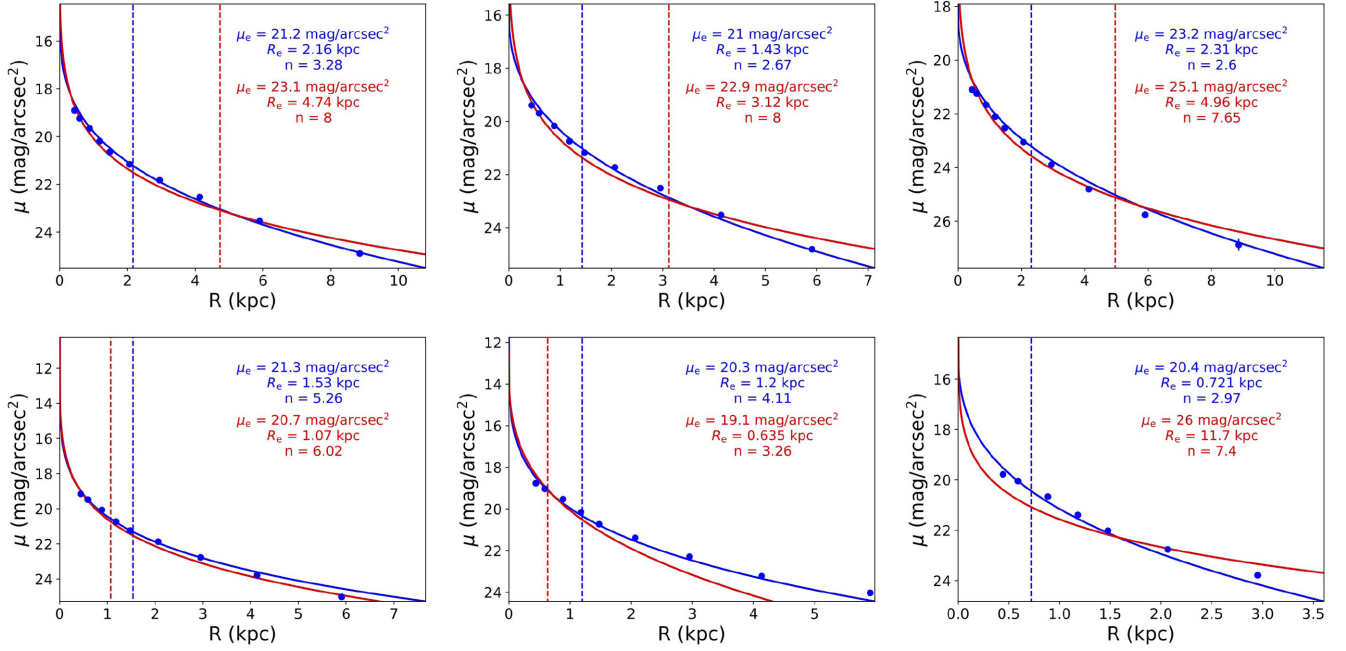 16
18
20
22
24
μ (mag/arcsec²)
μe = 21.2 mag/arcsec²
Re = 2.16 kpc
n = 3.28
μe = 23.1 mag/arcsec²
Re = 4.74 kpc
n = 8
0 2 4 6 8 10
R (kpc)
14
16
18
20
22
24
μ (mag/arcsec²)
μe = 21 mag/arcsec²
Re = 1.43 kpc
n = 2.67
μe = 22.9 mag/arcsec²
Re = 3.12 kpc
n = 8
0 1 2 3 4 5 6 7
R (kpc)
18
20
22
24
26
μ (mag/arcsec²)
μe = 23.2 mag/arcsec²
Re = 2.31 kpc
n = 2.6
μe = 25.1 mag/arcsec²
Re = 4.96 kpc
n = 7.65
0 2 4 6 8 10
R (kpc)
12
14
16
18
20
22
24
μ (mag/arcsec²)
μe = 21.3 mag/arcsec²
Re = 1.53 kpc
n = 5.26
μe = 20.7 mag/arcsec²
Re = 1.07 kpc
n = 6.02
0 1 2 3 4 5 6 7
R (kpc)
12
14
16
18
20
22
24
μ (mag/arcsec²)
μe = 20.3 mag/arcsec²
Re = 1.2 kpc
n = 4.11
μe = 19.1 mag/arcsec²
Re = 0.635 kpc
n = 3.26
0 1 2 3 4 5
R (kpc)
16
18
20
22
24
μ (mag/arcsec²)
μe = 20.4 mag/arcsec²
Re = 0.721 kpc
n = 2.97
μe = 26 mag/arcsec²
Re = 11.7 kpc
n = 7.4
0.0 0.5 1.0 1.5 2.0 2.5 3.0 3.5
R (kpc)